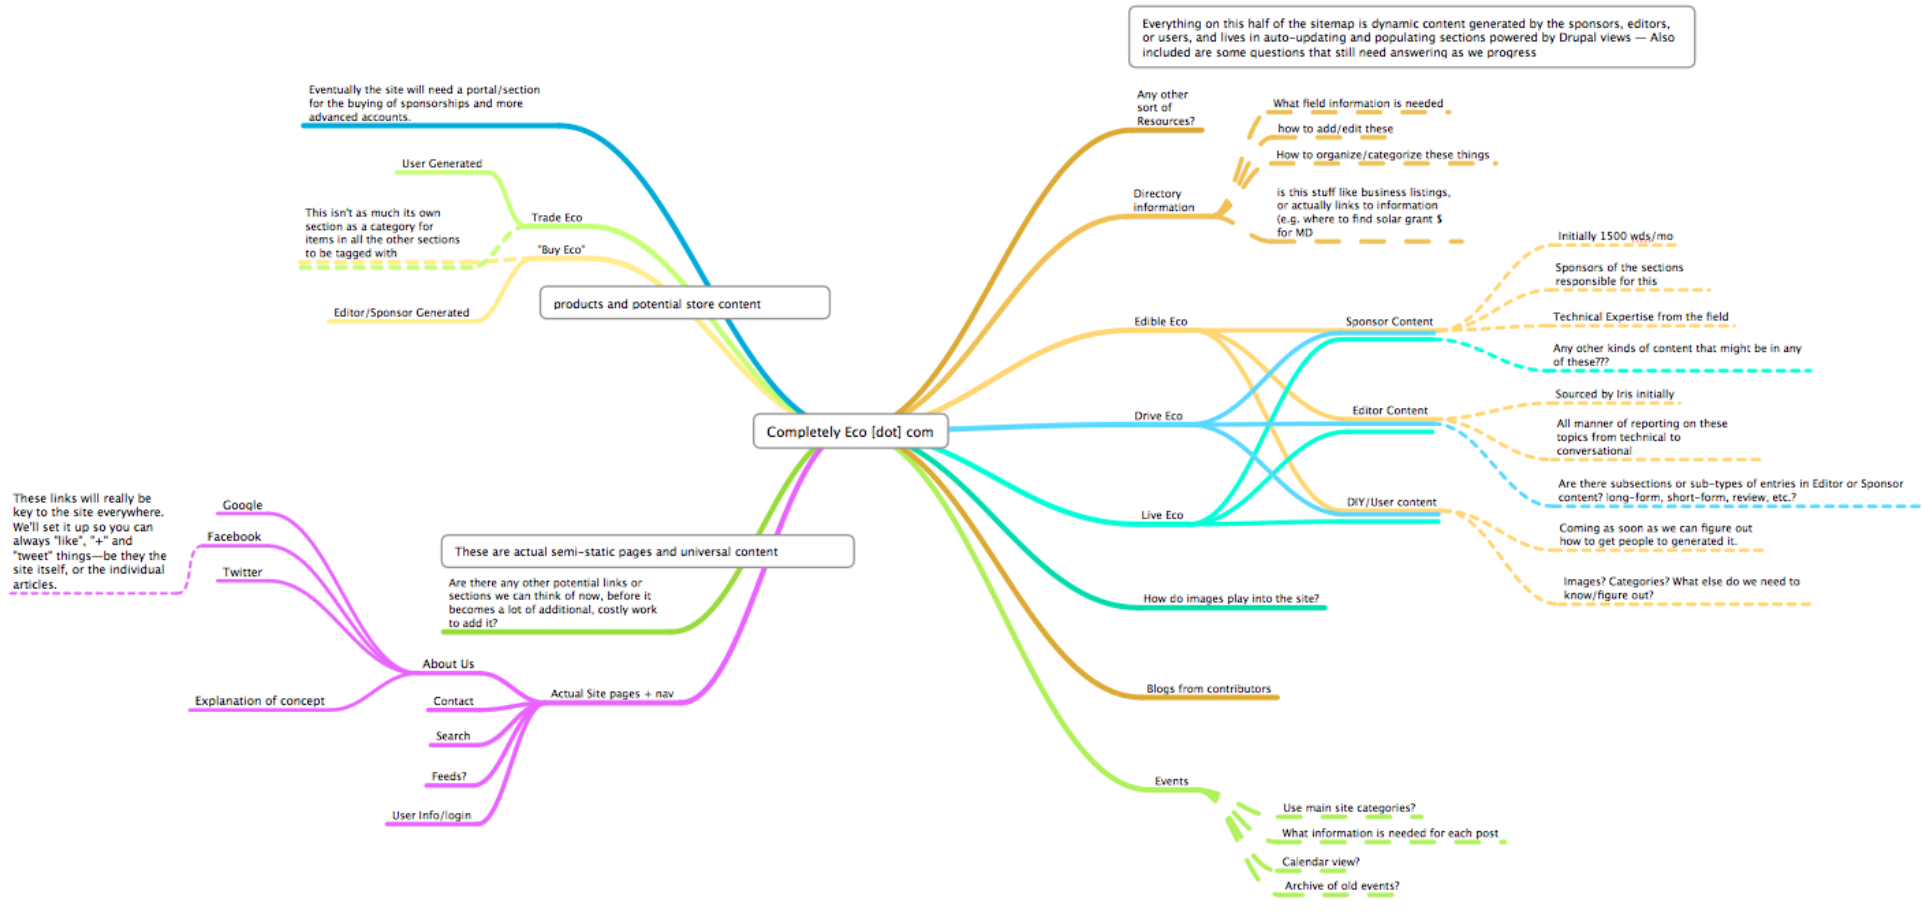 Everything on this half of the sitemap is dynamic content generated by the sponsors, editors,
or users, and lives in auto-updating and populating sections powered by Drupal views — Also
included are some questions that still need answering as we progress
Eventually the site will need a portal/section
for the buying of sponsorships and more
advanced accounts.
User Generated
Trade Eco
This isn't as much its own
section as a category for
items in all the other sections
to be tagged with
"Buy Eco"
Editor/Sponsor Generated
products and potential store content
Completely Eco [dot] com
These links will really be
key to the site everywhere.
We'll set it up so you can
always "like", "+" and
"tweet" things—be they the
site itself, or the individual
articles.
Google
Facebook
Twitter
These are actual semi-static pages and universal content
Are there any other potential links or
sections we can think of now, before it
becomes a lot of additional, costly work
to add it?
About Us
Explanation of concept
Actual Site pages + nav
Contact
Search
Feeds?
User Info/login
Any other
sort of
Resources?
Directory
information
What field information is needed
how to add/edit these
How to organize/categorize these things
is this stuff like business listings,
or actually links to information
(e.g. where to find solar grant $
for MD
Edible Eco
Drive Eco
Live Eco
Sponsor Content
Initially 1500 wds/mo
Sponsors of the sections
responsible for this
Technical Expertise from the field
Any other kinds of content that might be in any
of these???
Editor Content
Sourced by Iris initially
All manner of reporting on these
topics from technical to
conversational
Are there subsections or sub-types of entries in Editor or Sponsor
content? long-form, short-form, review, etc.?
DIY/User content
Coming as soon as we can figure out
how to get people to generated it.
Images? Categories? What else do we need to
know/figure out?
How do images play into the site?
Blogs from contributors
Events
Use main site categories?
What information is needed for each post
Calendar view?
Archive of old events?